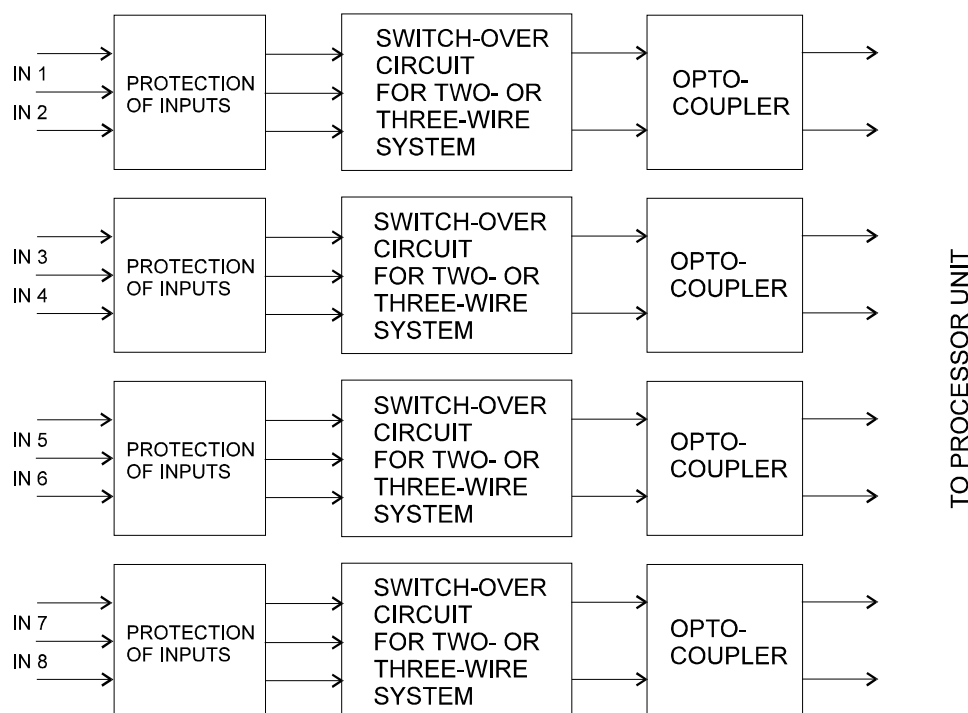 IN 1
IN 2
PROTECTION
OF INPUTS
SWITCH-OVER
CIRCUIT
FOR TWO- OR
THREE-WIRE
SYSTEM
OPTO-
COUPLER
IN 3
IN 4
PROTECTION
OF INPUTS
SWITCH-OVER
CIRCUIT
FOR TWO- OR
THREE-WIRE
SYSTEM
OPTO-
COUPLER
IN 5
IN 6
PROTECTION
OF INPUTS
SWITCH-OVER
CIRCUIT
FOR TWO- OR
THREE-WIRE
SYSTEM
OPTO-
COUPLER
IN 7
IN 8
PROTECTION
OF INPUTS
SWITCH-OVER
CIRCUIT
FOR TWO- OR
THREE-WIRE
SYSTEM
OPTO-
COUPLER
TO PROCESSOR UNIT